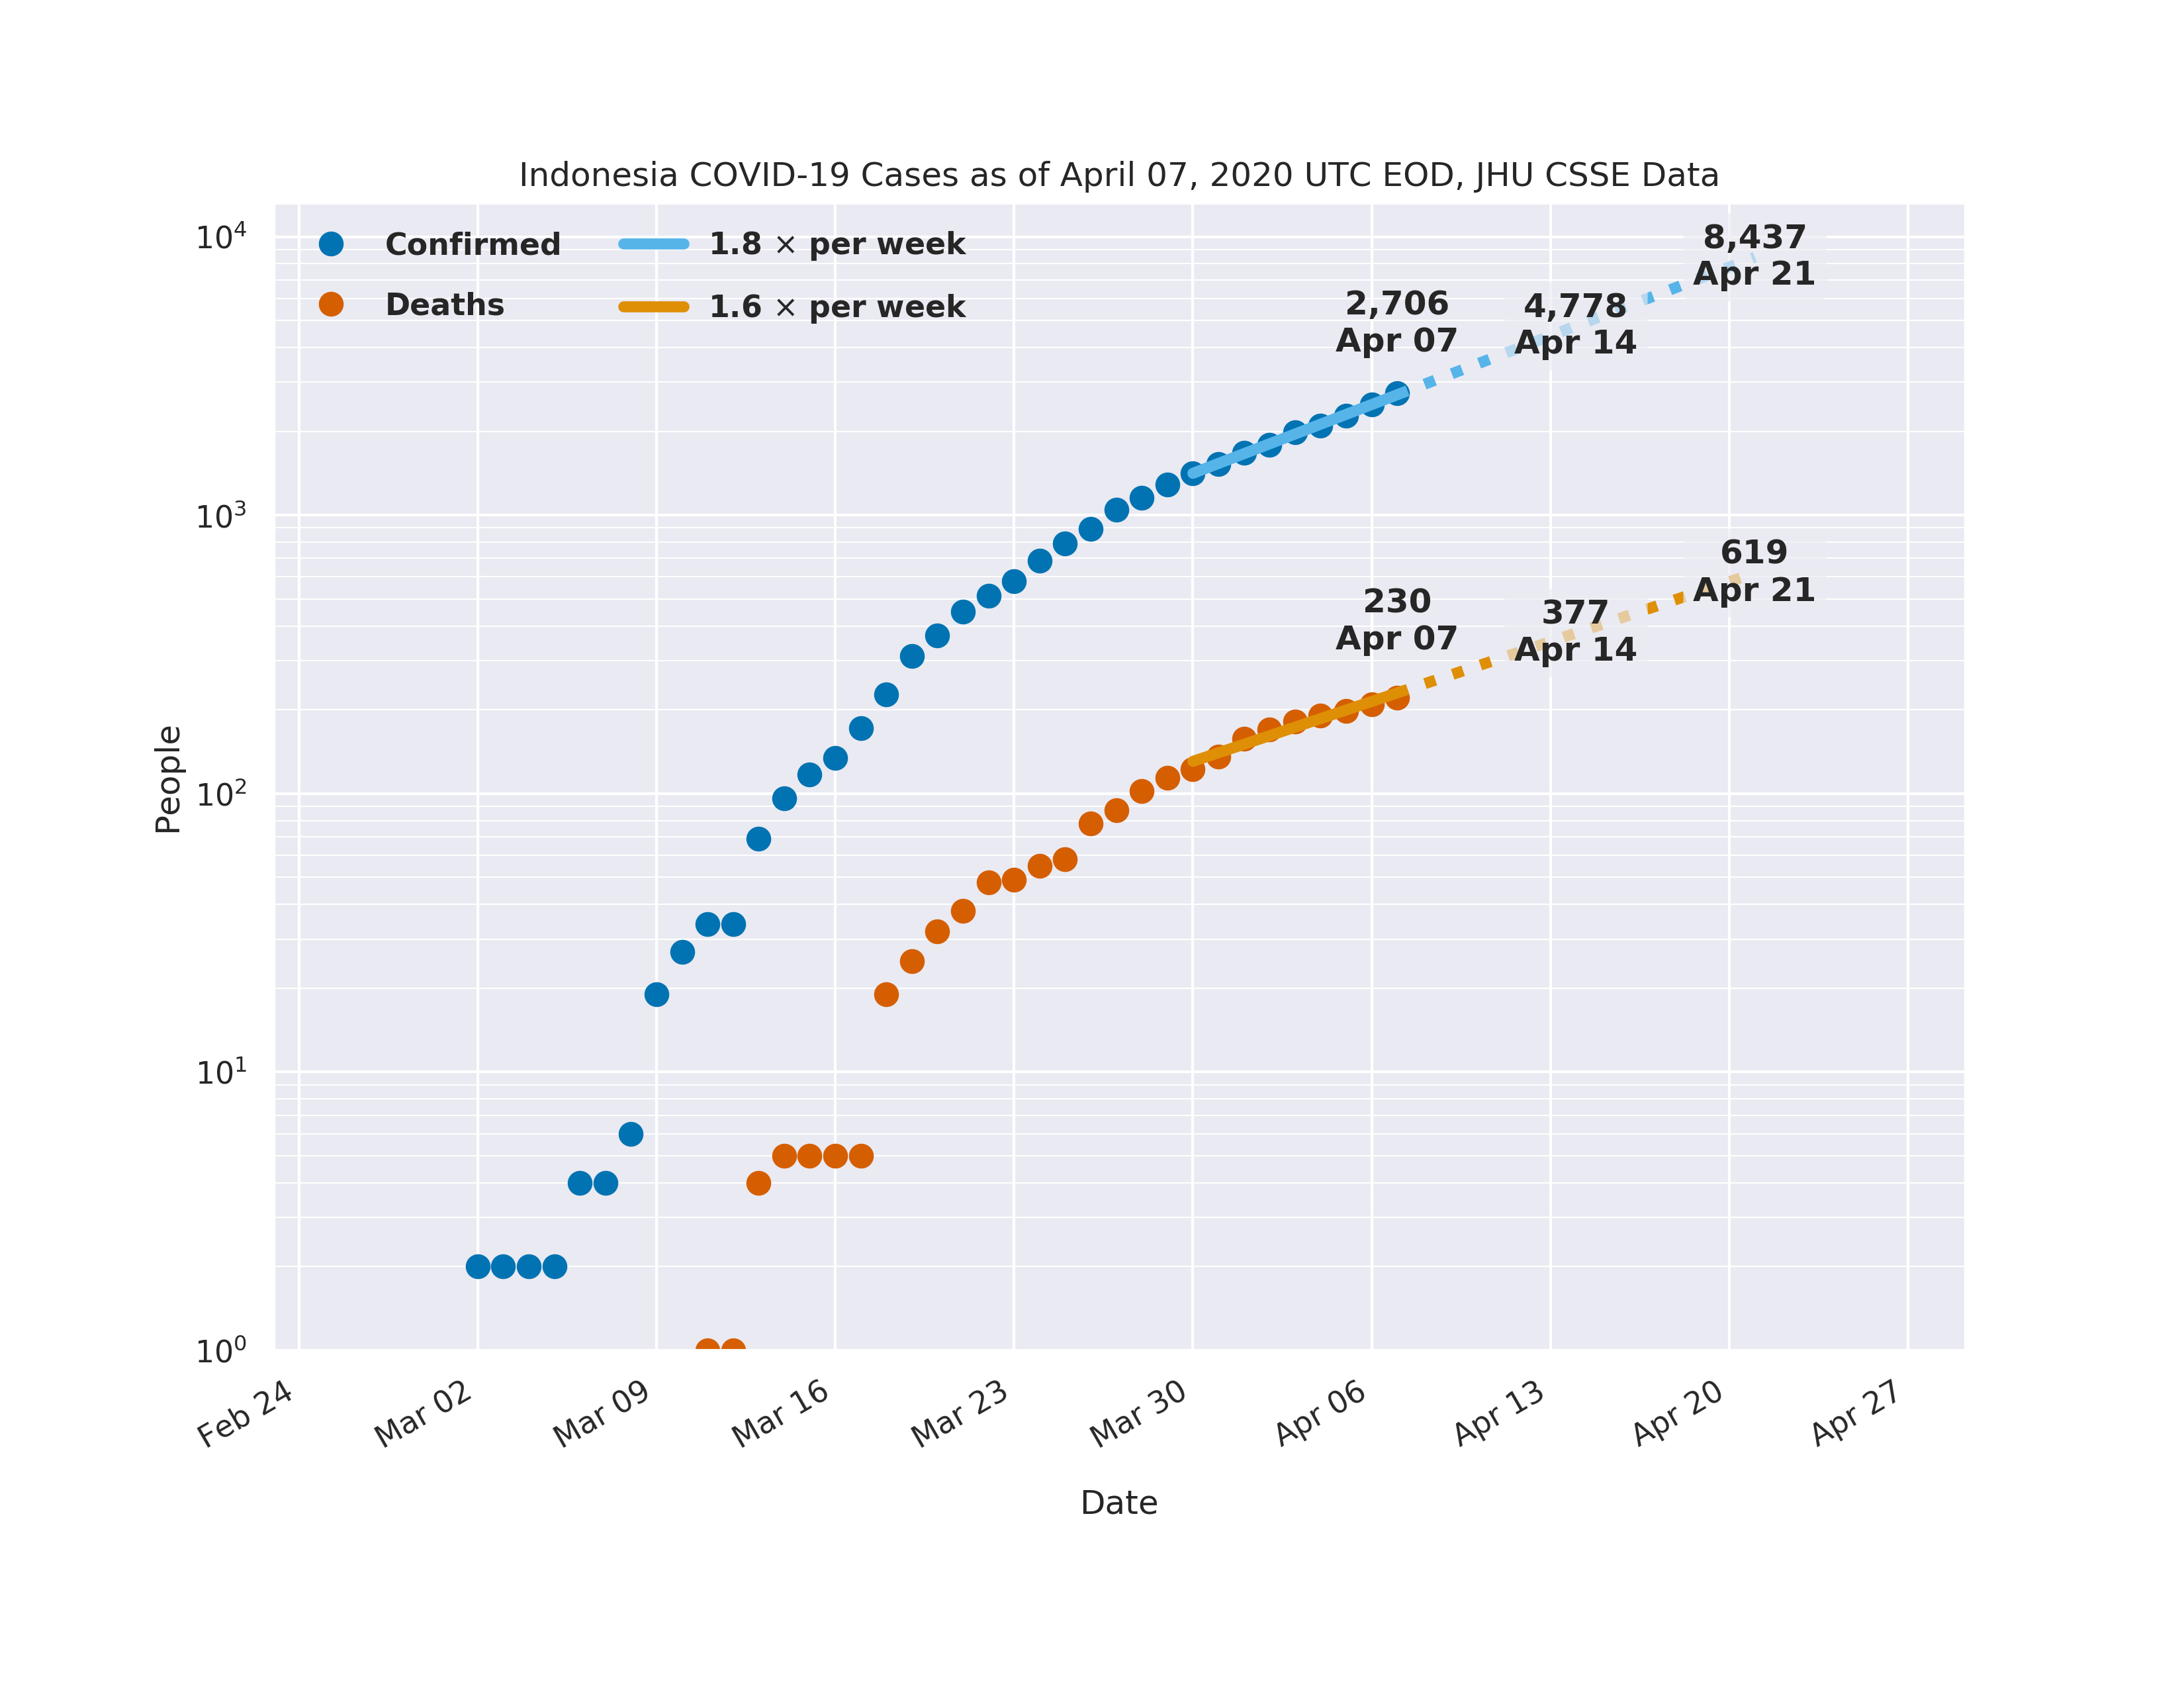 Indonesia COVID-19 Cases as of April 07, 2020 UTC EOD, JHU CSSE Data
Confirmed
Deaths
1.8 × per week
1.6 × per week
8,437
Apr 21
2,706
Apr 07
4,778
Apr 14
619
Apr 21
230
Apr 07
377
Apr 14
People
10⁴
10³
10²
10¹
10⁰
Feb 24
Mar 02
Mar 09
Mar 16
Mar 23
Mar 30
Apr 06
Apr 13
Apr 20
Apr 27
Date